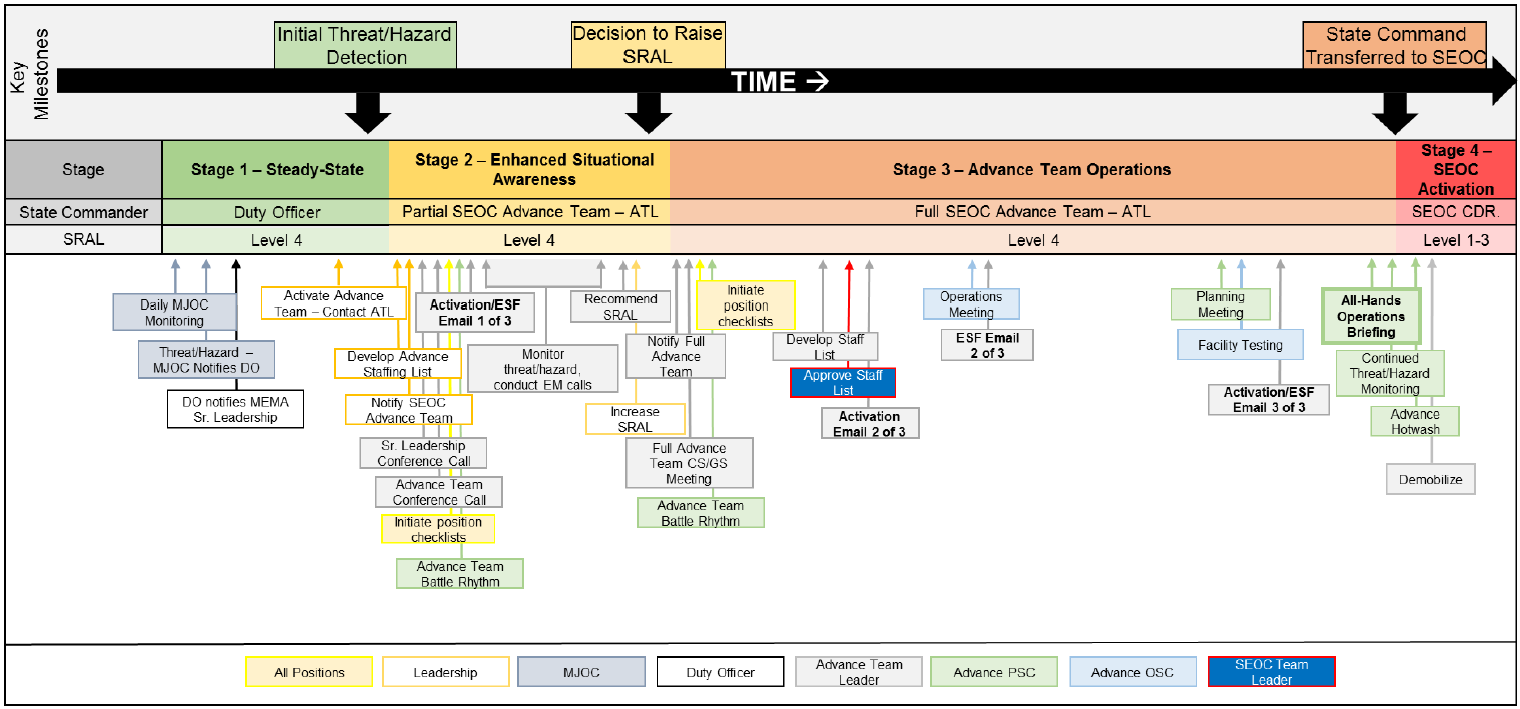 Key
Milestones
Initial Threat/Hazard
Detection
Decision to Raise
SRAL
State Command
Transferred to SEOC
TIME →
Stage
Stage 1 – Steady-State
Stage 2 – Enhanced Situational
Awareness
Stage 3 – Advance Team Operations
Stage 4 –
SEOC
Activation
State Commander
Duty Officer
Partial SEOC Advance Team – ATL
Full SEOC Advance Team – ATL
SEOC CDR.
SRAL
Level 4
Level 4
Level 4
Level 1-3
Daily MJOC
Monitoring
Threat/Hazard –
MJOC Notifies DO
DO notifies MEMA
Sr. Leadership
Activate Advance
Team – Contact ATL
Develop Advance
Staffing List
Notify SEOC
Advance Team
Sr. Leadership
Conference Call
Advance Team
Conference Call
Initiate position
checklists
Advance Team
Battle Rhythm
Activation/ESF
Email 1 of 3
Monitor
threat/hazard,
conduct EM calls
Recommend
SRAL
Increase
SRAL
Notify Full
Advance
Team
Full Advance
Team CS/GS
Meeting
Advance Team
Battle Rhythm
Initiate
position
checklists
Develop Staff
List
Approve Staff
List
Activation
Email 2 of 3
Operations
Meeting
ESF Email
2 of 3
Planning
Meeting
Facility Testing
Activation/ESF
Email 3 of 3
All-Hands
Operations
Briefing
Continued
Threat/Hazard
Monitoring
Advance
Hotwash
Demobilize
All Positions
Leadership
MJOC
Duty Officer
Advance Team
Leader
Advance PSC
Advance OSC
SEOC Team
Leader